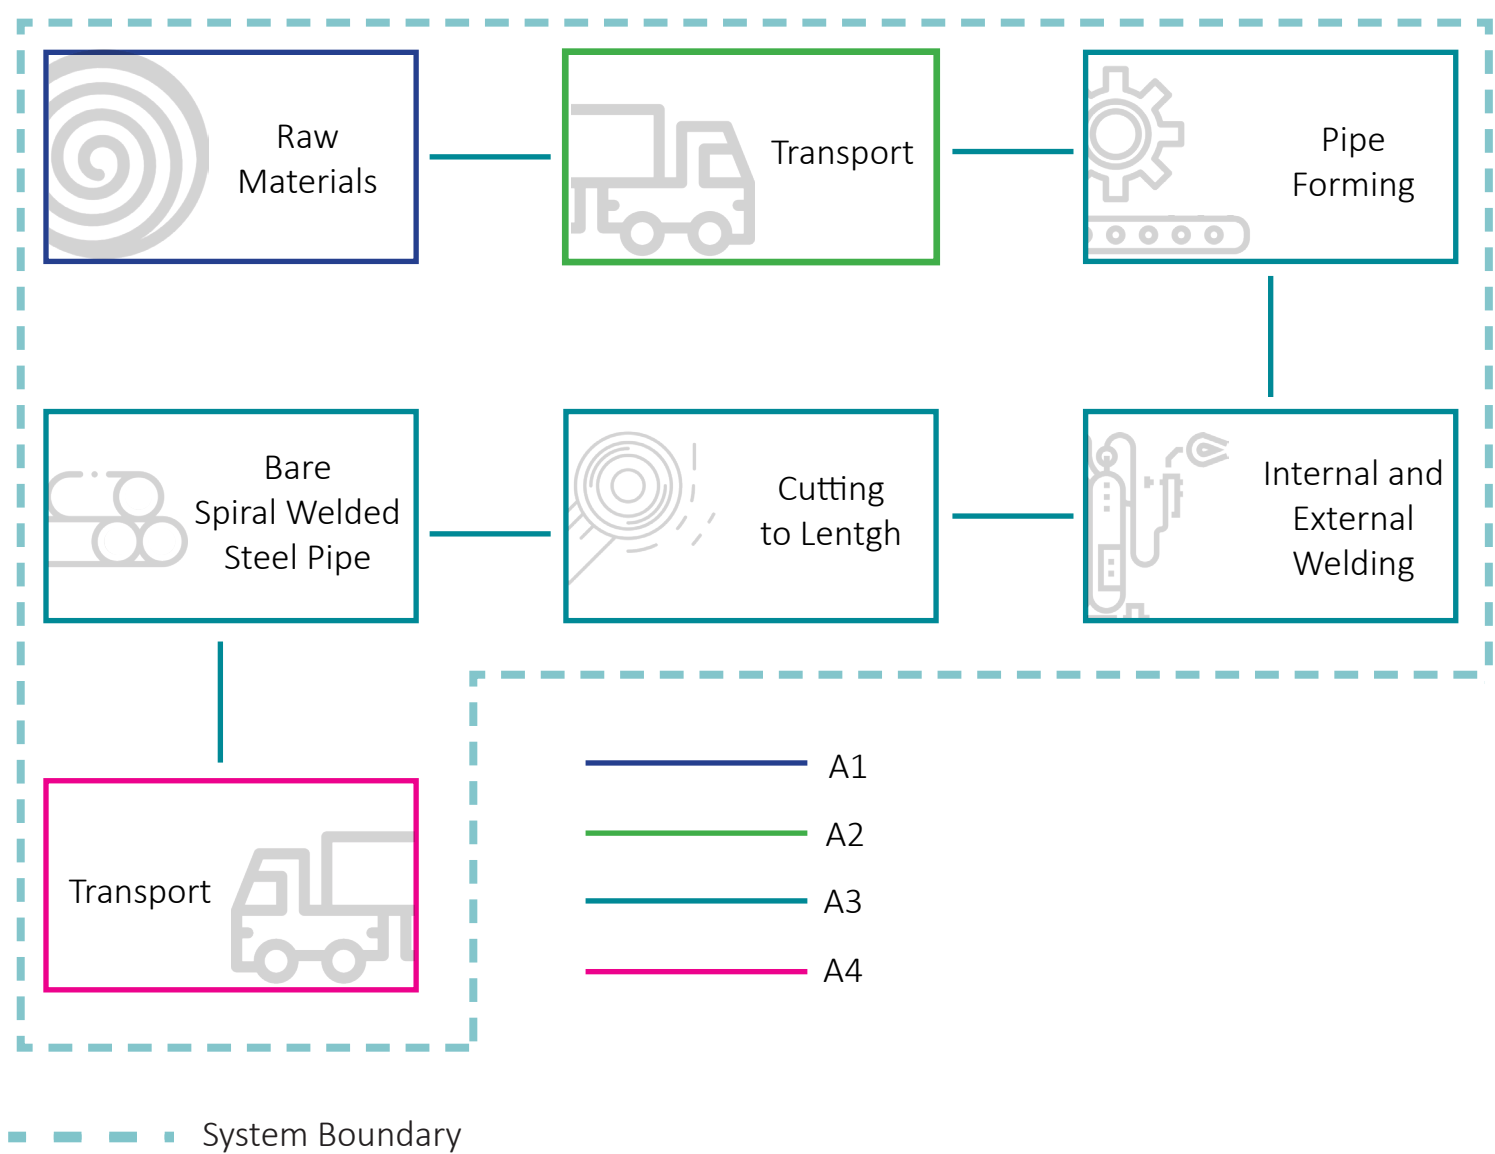 Raw
Materials
Transport
Pipe
Forming
Bare
Spiral Welded
Steel Pipe
Cutting
to Lentgh
Internal and
External
Welding
Transport
A1
A2
A3
A4
System Boundary